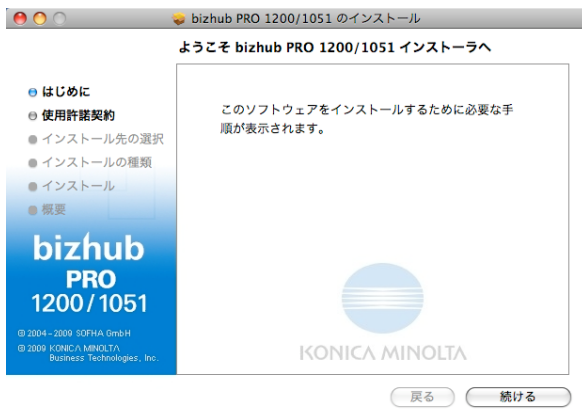 bizhub PRO 1200/1051 のインストール
ようこそ bizhub PRO 1200/1051 インストーラへ
はじめに
使用許諾契約
インストール先の選択
インストールの種類
インストール
概要
bizhub
PRO
1200/1051
© 2004-2009 SOFHA GmbH
© 2009 KONICA MINOLTA
Business Technologies, Inc.
このソフトウェアをインストールするために必要な手
順が表示されます。
KONICA MINOLTA
戻る
続ける